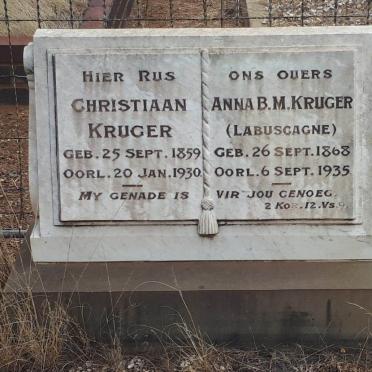 HIER RUS ONS OUERS
CHRISTIAAN KRUGER
GEB. 25 SEPT. 1859
OORL. 20 JAN. 1930
ANNA B.M. KRUGER
(LABUSCAGNE)
GEB. 26 SEPT. 1868
OORL. 6 SEPT. 1935
MY GENADE IS VIR JOU GENOEG.
2 KOR. 12. VS. 9